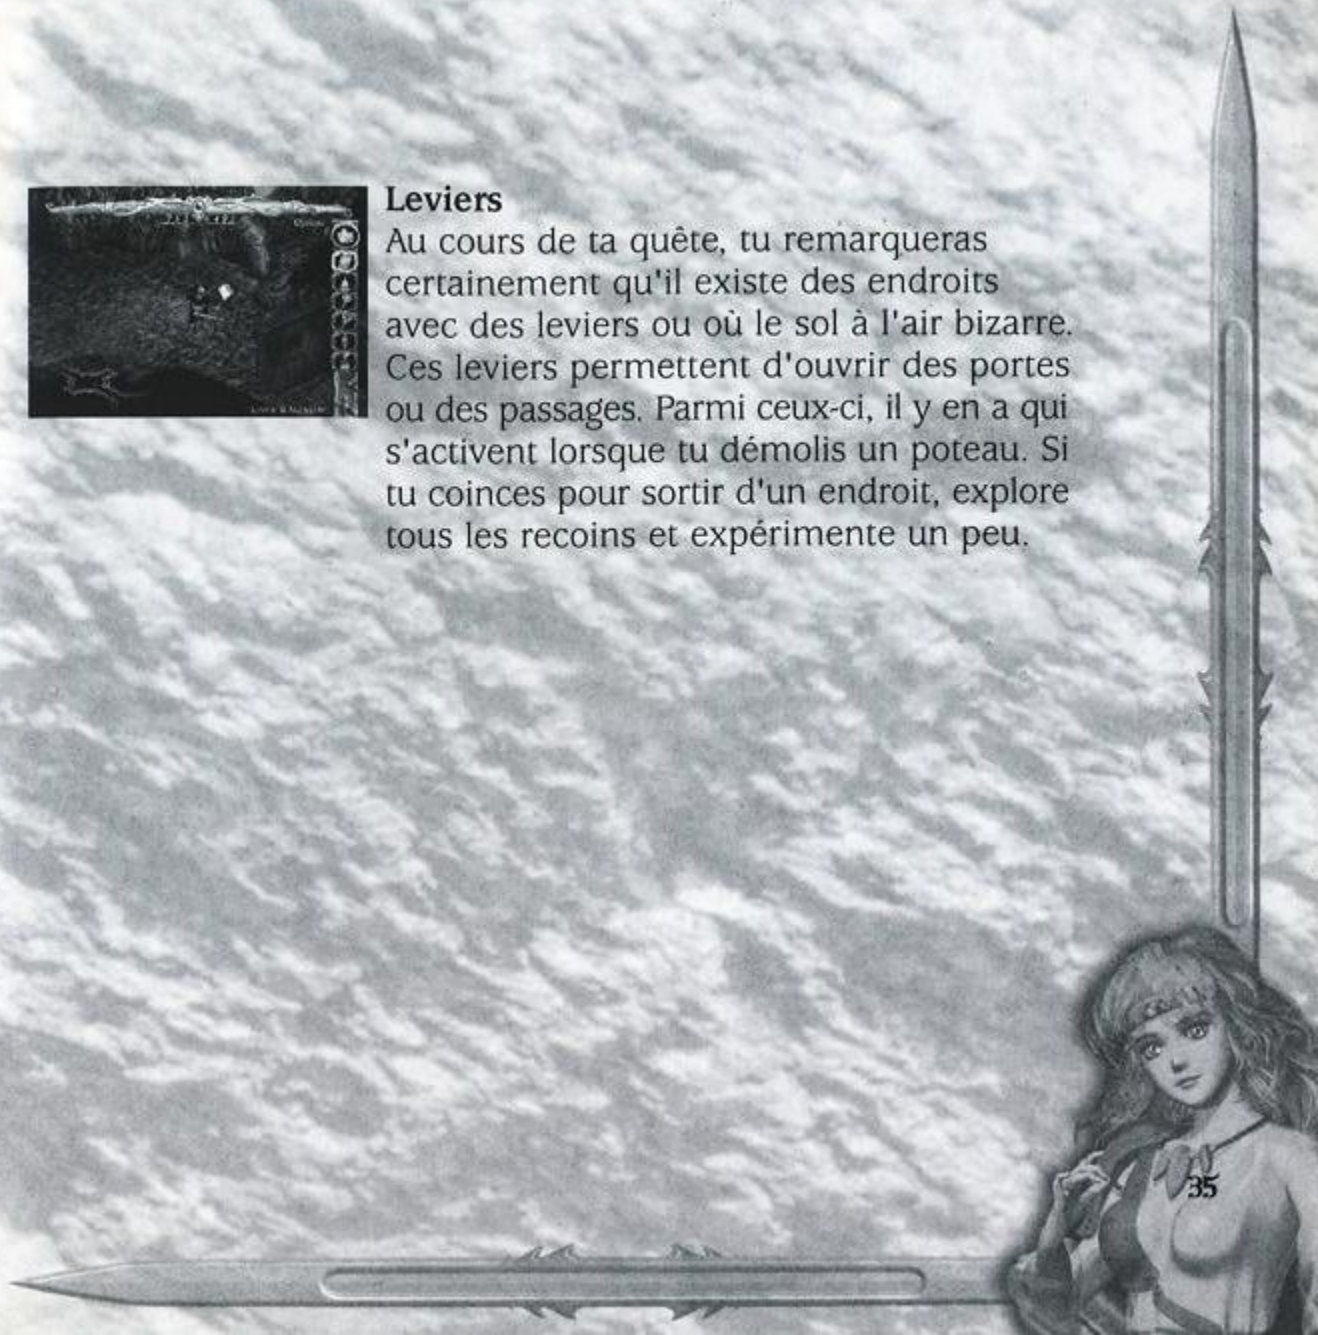 Leviers
Au cours de ta quête, tu remarqueras
certainement qu'il existe des endroits
avec des leviers ou où le sol à l'air bizarre.
Ces leviers permettent d'ouvrir des portes
ou des passages. Parmi ceux-ci, il y en a qui
s'activent lorsque tu démolis un poteau. Si
tu coinces pour sortir d'un endroit, explore
tous les recoins et expérimente un peu.
35